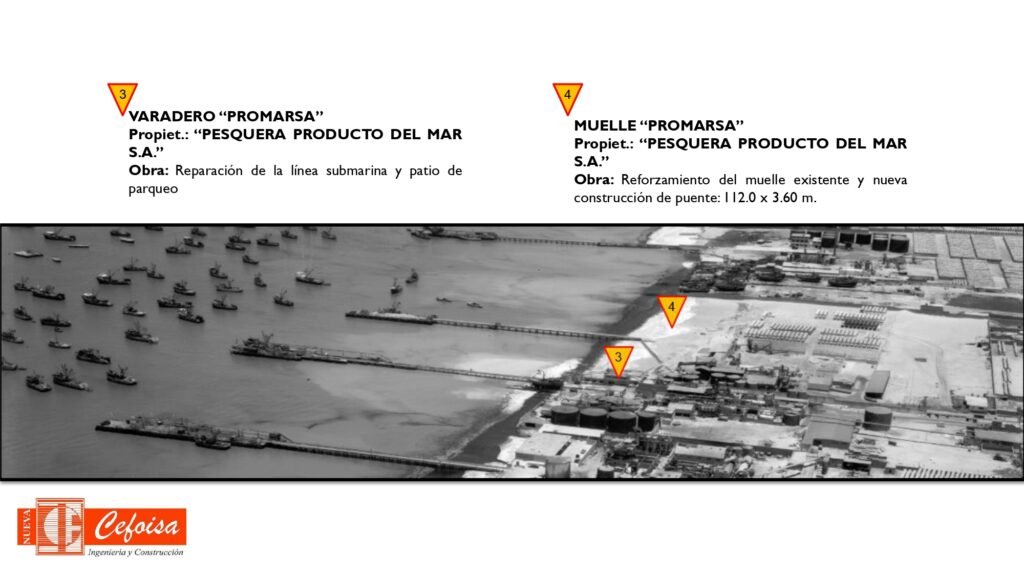 3
VARADERO “PROMARSA”
Propiet.: “PESQUERA PRODUCTO DEL MAR
S.A.”
Obra: Reparación de la línea submarina y patio de
parqueo
4
MUELLE “PROMARSA”
Propiet.: “PESQUERA PRODUCTO DEL MAR
S.A.”
Obra: Reforzamiento del muelle existente y nueva
construcción de puente: 112.0 x 3.60 m.
4
3
NUEVA
Cefoisa
Ingeniería y Construcción